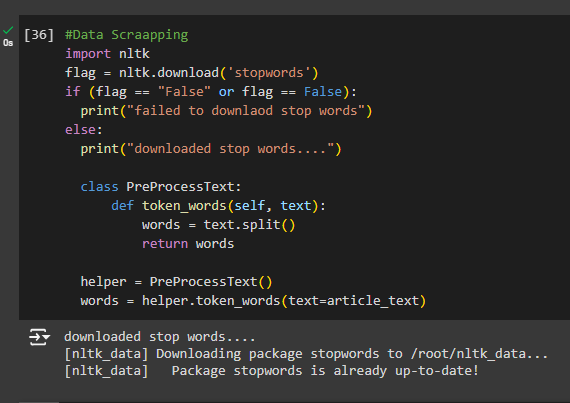 [36] #Data Scraapping
import nltk
flag = nltk.download('stopwords')
if (flag == "False" or flag == False):
  print("failed to downlaod stop words")
else:
  print("downloaded stop words....")

  class PreProcessText:
      def token_words(self, text):
          words = text.split()
          return words

  helper = PreProcessText()
  words = helper.token_words(text=article_text)
0s
downloaded stop words....
[nltk_data] Downloading package stopwords to /root/nltk_data...
[nltk_data]   Package stopwords is already up-to-date!